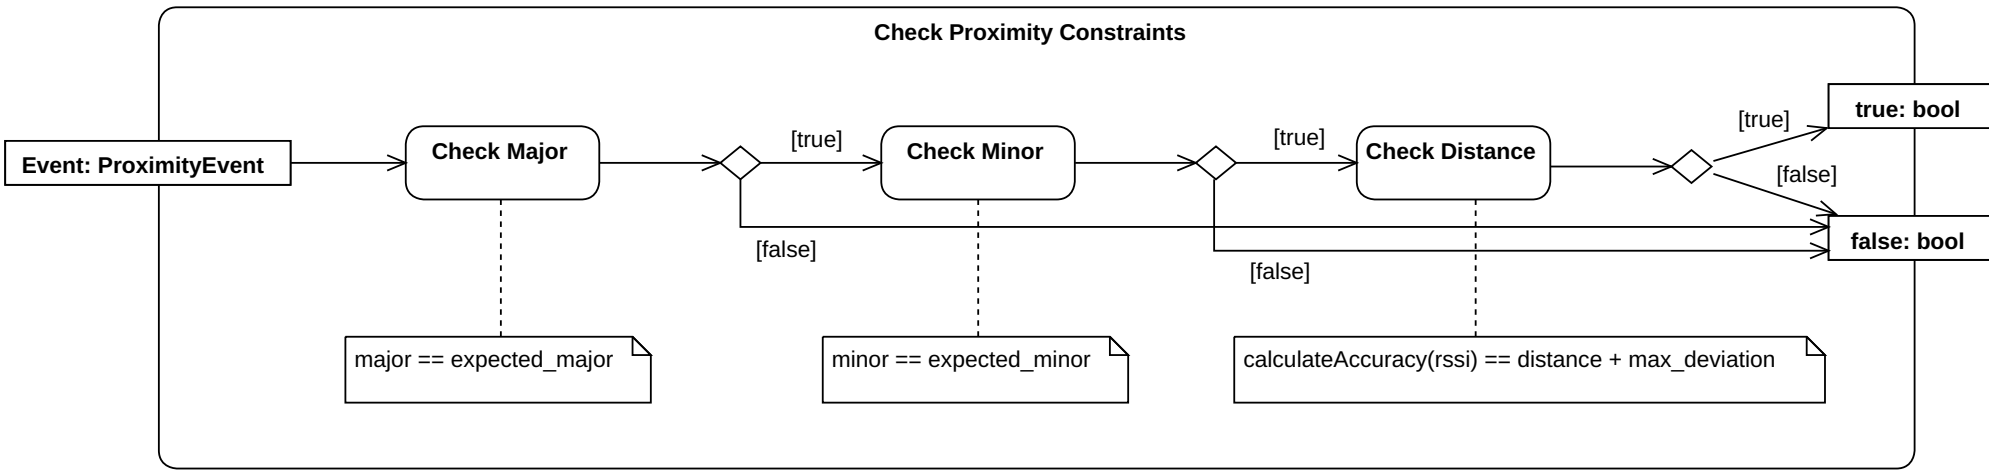 Check Proximity Constraints
Event: ProximityEvent
Check Major
[true]
[false]
Check Minor
[true]
[false]
Check Distance
[true]
[false]
true: bool
false: bool
major == expected_major
minor == expected_minor
calculateAccuracy(rssi) == distance + max_deviation